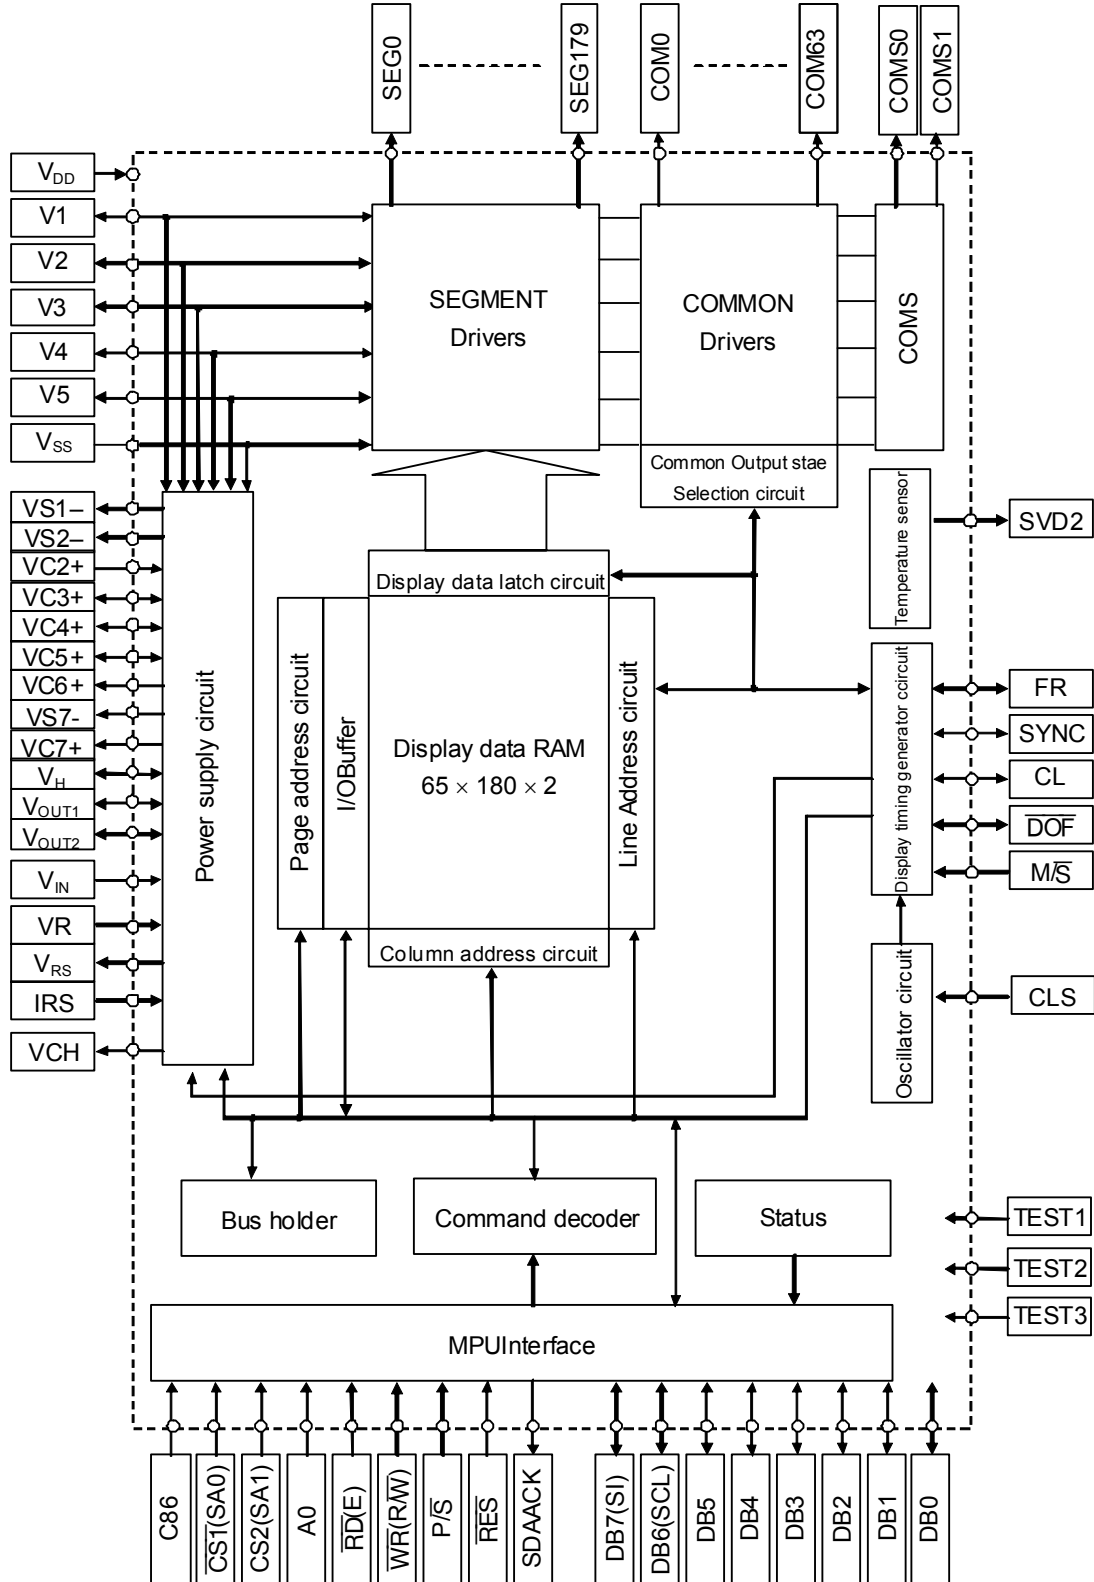 SEG0
SEG179
COM0
COM63
COMS0
COMS1
VDD
V1
V2
V3
V4
V5
VSS
SEGMENT
Drivers
COMMON
Drivers
COMS
Common Output stae
Selection circuit
Temperature sensor
SVD2
VS1–
VS2–
VC2+
VC3+
VC4+
VC5+
VC6+
VS7-
VC7+
VH
VOUT1
VOUT2
VIN
VR
VRS
IRS
VCH
Power supply circuit
Display data latch circuit
Page address circuit
I/OBuffer
Display data RAM
65 × 180 × 2
Line Address circuit
Column address circuit
Display timing generator ccircuit
FR
SYNC
CL
D̅O̅F̅
M/S̅
Oscillator circuit
CLS
Bus holder
Command decoder
Status
TEST1
TEST2
TEST3
MPUInterface
C86
C̅S̅1̅(SA0)
CS2(SA1)
A0
R̅D̅(E)
W̅R̅(R/W̅)
P/S̅
R̅E̅S̅
SDAACK
DB7(SI)
DB6(SCL)
DB5
DB4
DB3
DB2
DB1
DB0